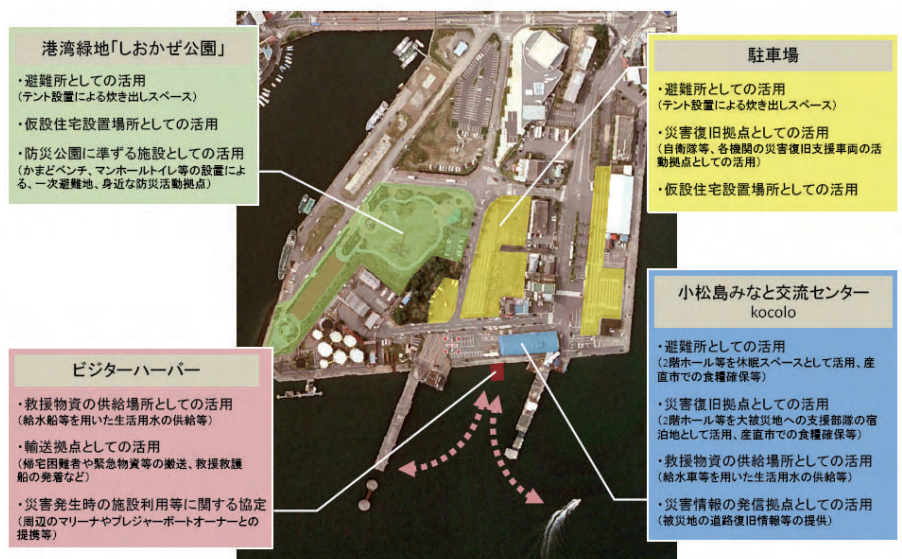 港湾緑地「しおかぜ公園」
・避難所としての活用
(テント設置による炊き出しスペース)
・仮設住宅設置場所としての活用
・防災公園に準ずる施設としての活用
(かまどベンチ、マンホールトイレ等の設置によ
る、一次避難地、身近な防災活動拠点)
駐車場
・避難所としての活用
(テント設置による炊き出しスペース)
・災害復旧拠点としての活用
(自衛隊等、各機関の災害復旧支援車両の活
動拠点としての活用)
・仮設住宅設置場所としての活用
ビジターハーバー
・救援物資の供給場所としての活用
(給水船等を用いた生活用水の供給等)
・輸送拠点としての活用
(帰宅困難者や緊急物資等の搬送、救援救護
船の発着など)
・災害発生時の施設利用等に関する協定
(周辺のマリーナやプレジャーボートオーナーとの
提携等)
小松島みなと交流センター
kocolo
・避難所としての活用
(2階ホール等を休眠スペースとして活用、産
直市での食糧確保等)
・災害復旧拠点としての活用
(2階ホール等を大被災地への支援部隊の宿
泊地として活用、産直市での食糧確保等)
・救援物資の供給場所としての活用
(給水車等を用いた生活用水の供給等)
・災害情報の発信拠点としての活用
(被災地の道路復旧情報等の提供)